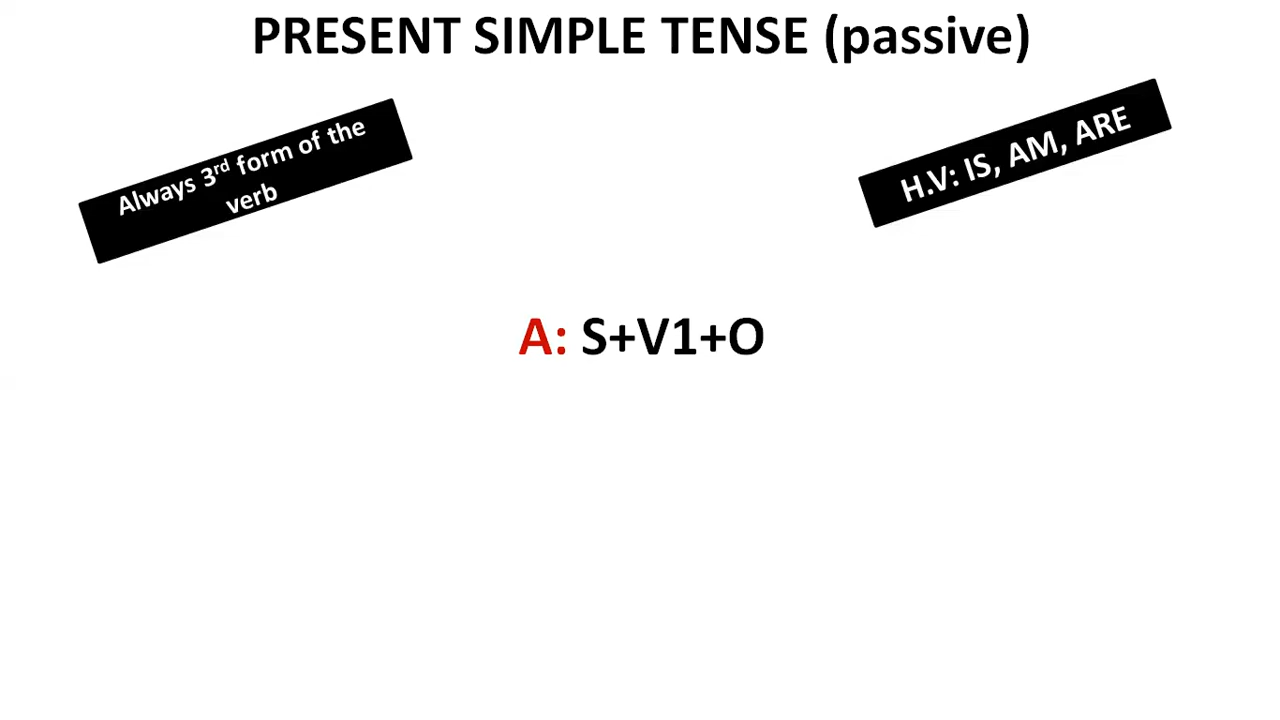 PRESENT SIMPLE TENSE (passive)
Always 3rd form of the
verb
H.V: IS, AM, ARE
A: S+V1+O